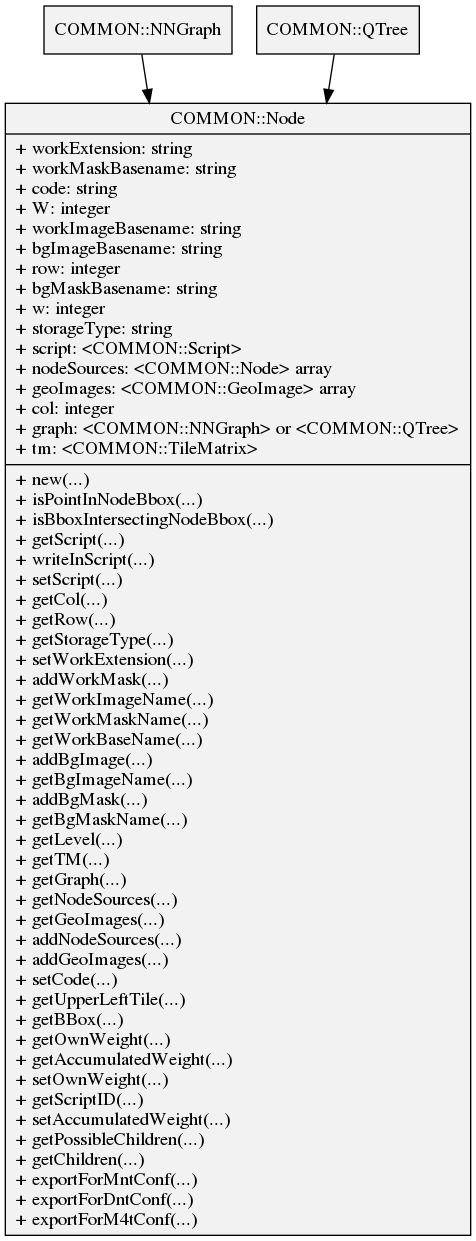 COMMON::NNGraph
COMMON::QTree
COMMON::Node
+ workExtension: string
+ workMaskBasename: string
+ code: string
+ W: integer
+ workImageBasename: string
+ bgImageBasename: string
+ row: integer
+ bgMaskBasename: string
+ w: integer
+ storageType: string
+ script: <COMMON::Script>
+ nodeSources: <COMMON::Node> array
+ geoImages: <COMMON::GeoImage> array
+ col: integer
+ graph: <COMMON::NNGraph> or <COMMON::QTree>
+ tm: <COMMON::TileMatrix>
+ new(...)
+ isPointInNodeBbox(...)
+ isBboxIntersectingNodeBbox(...)
+ getScript(...)
+ writeInScript(...)
+ setScript(...)
+ getCol(...)
+ getRow(...)
+ getStorageType(...)
+ setWorkExtension(...)
+ addWorkMask(...)
+ getWorkImageName(...)
+ getWorkMaskName(...)
+ getWorkBaseName(...)
+ addBgImage(...)
+ getBgImageName(...)
+ addBgMask(...)
+ getBgMaskName(...)
+ getLevel(...)
+ getTM(...)
+ getGraph(...)
+ getNodeSources(...)
+ getGeoImages(...)
+ addNodeSources(...)
+ addGeoImages(...)
+ setCode(...)
+ getUpperLeftTile(...)
+ getBBox(...)
+ getOwnWeight(...)
+ getAccumulatedWeight(...)
+ setOwnWeight(...)
+ getScriptID(...)
+ setAccumulatedWeight(...)
+ getPossibleChildren(...)
+ getChildren(...)
+ exportForMntConf(...)
+ exportForDntConf(...)
+ exportForM4tConf(...)